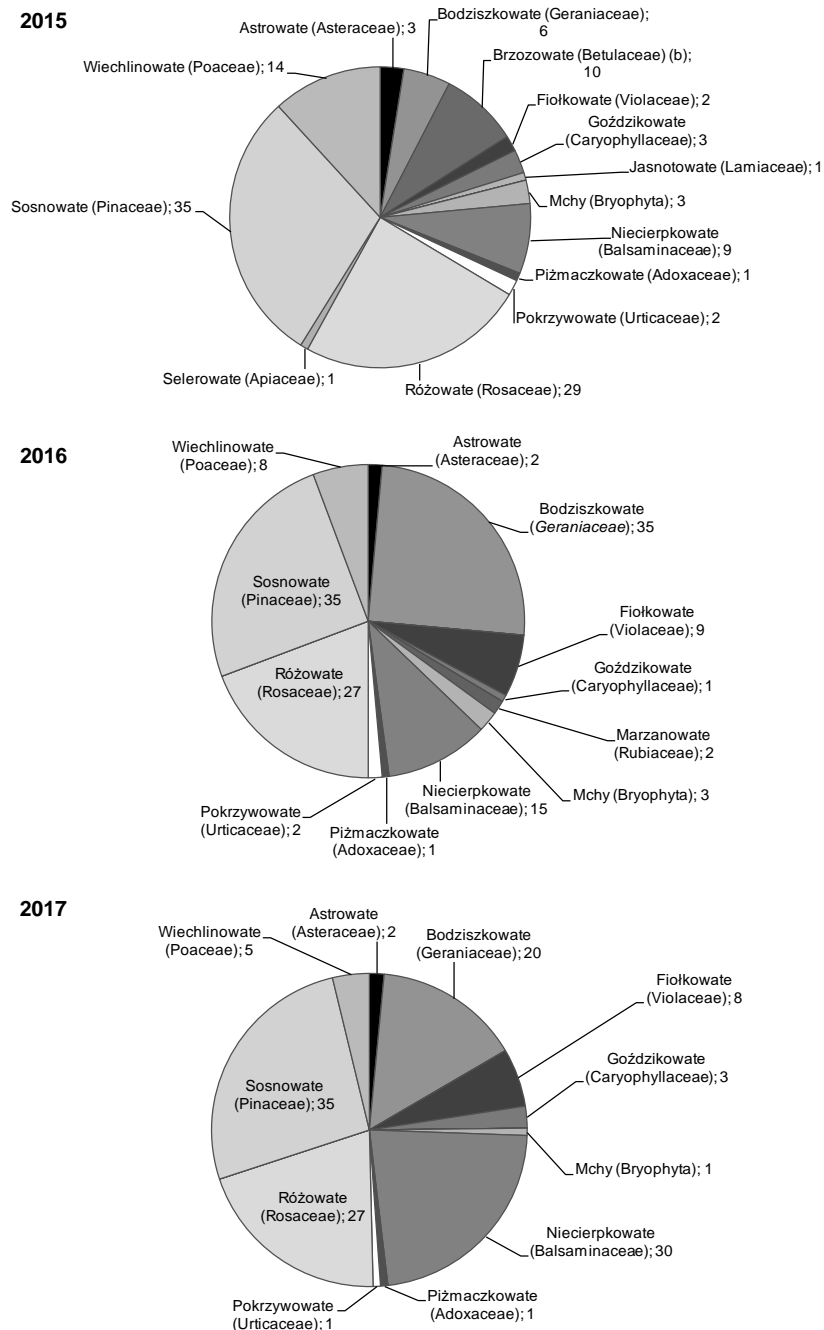 2015
Astrowate (Asteraceae); 3
Bodziszkowate (Geraniaceae);
6
Brzozowate (Betulaceae) (b);
10
Fiołkowate (Violaceae); 2
Goździkowate
(Caryophyllaceae); 3
Jasnotowate (Lamiaceae); 1
Mchy (Bryophyta); 3
Niecierpkowate
(Balsaminaceae); 9
Piżmaczkowate (Adoxaceae); 1
Pokrzywowate (Urticaceae); 2
Różowate (Rosaceae); 29
Selerowate (Apiaceae); 1
Sosnowate (Pinaceae); 35
Wiechlinowate (Poaceae); 14
2016
Astrowate
(Asteraceae); 2
Bodziszkowate
(Geraniaceae); 35
Fiołkowate
(Violaceae); 9
Goździkowate
(Caryophyllaceae); 1
Marzanowate
(Rubiaceae); 2
Mchy (Bryophyta); 3
Niecierpkowate
(Balsaminaceae); 15
Piżmaczkowate
(Adoxaceae); 1
Pokrzywowate
(Urticaceae); 2
Różowate
(Rosaceae); 27
Sosnowate
(Pinaceae); 35
Wiechlinowate
(Poaceae); 8
2017
Astrowate
(Asteraceae); 2
Bodziszkowate
(Geraniaceae); 20
Fiołkowate
(Violaceae); 8
Goździkowate
(Caryophyllaceae); 3
Mchy (Bryophyta); 1
Niecierpkowate
(Balsaminaceae); 30
Piżmaczkowate
(Adoxaceae); 1
Pokrzywowate
(Urticaceae); 1
Różowate
(Rosaceae); 27
Sosnowate
(Pinaceae); 35
Wiechlinowate
(Poaceae); 5